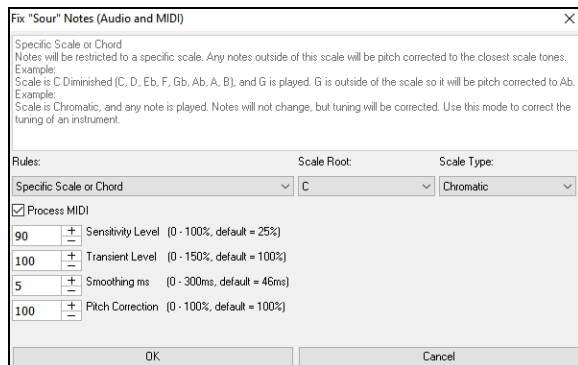 Fix "Sour" Notes (Audio and MIDI)
Specific Scale or Chord
Notes will be restricted to a specific scale. Any notes outside of this scale will be pitch corrected to the closest scale tones.
Example:
Scale is C Diminished (C, D, Eb, F, Gb, Ab, A, B), and G is played. G is outside of the scale so it will be pitch corrected to Ab.
Example:
Scale is Chromatic, and any note is played. Notes will not change, but tuning will be corrected. Use this mode to correct the
tuning of an instrument.
Rules: Scale Root: Scale Type:
Specific Scale or Chord C Chromatic
Process MIDI
90 Sensitivity Level (0 - 100%, default = 25%)
100 Transient Level (0 - 150%, default = 100%)
5 Smoothing ms (0 - 300ms, default = 46ms)
100 Pitch Correction (0 - 100%, default = 100%)
OK Cancel